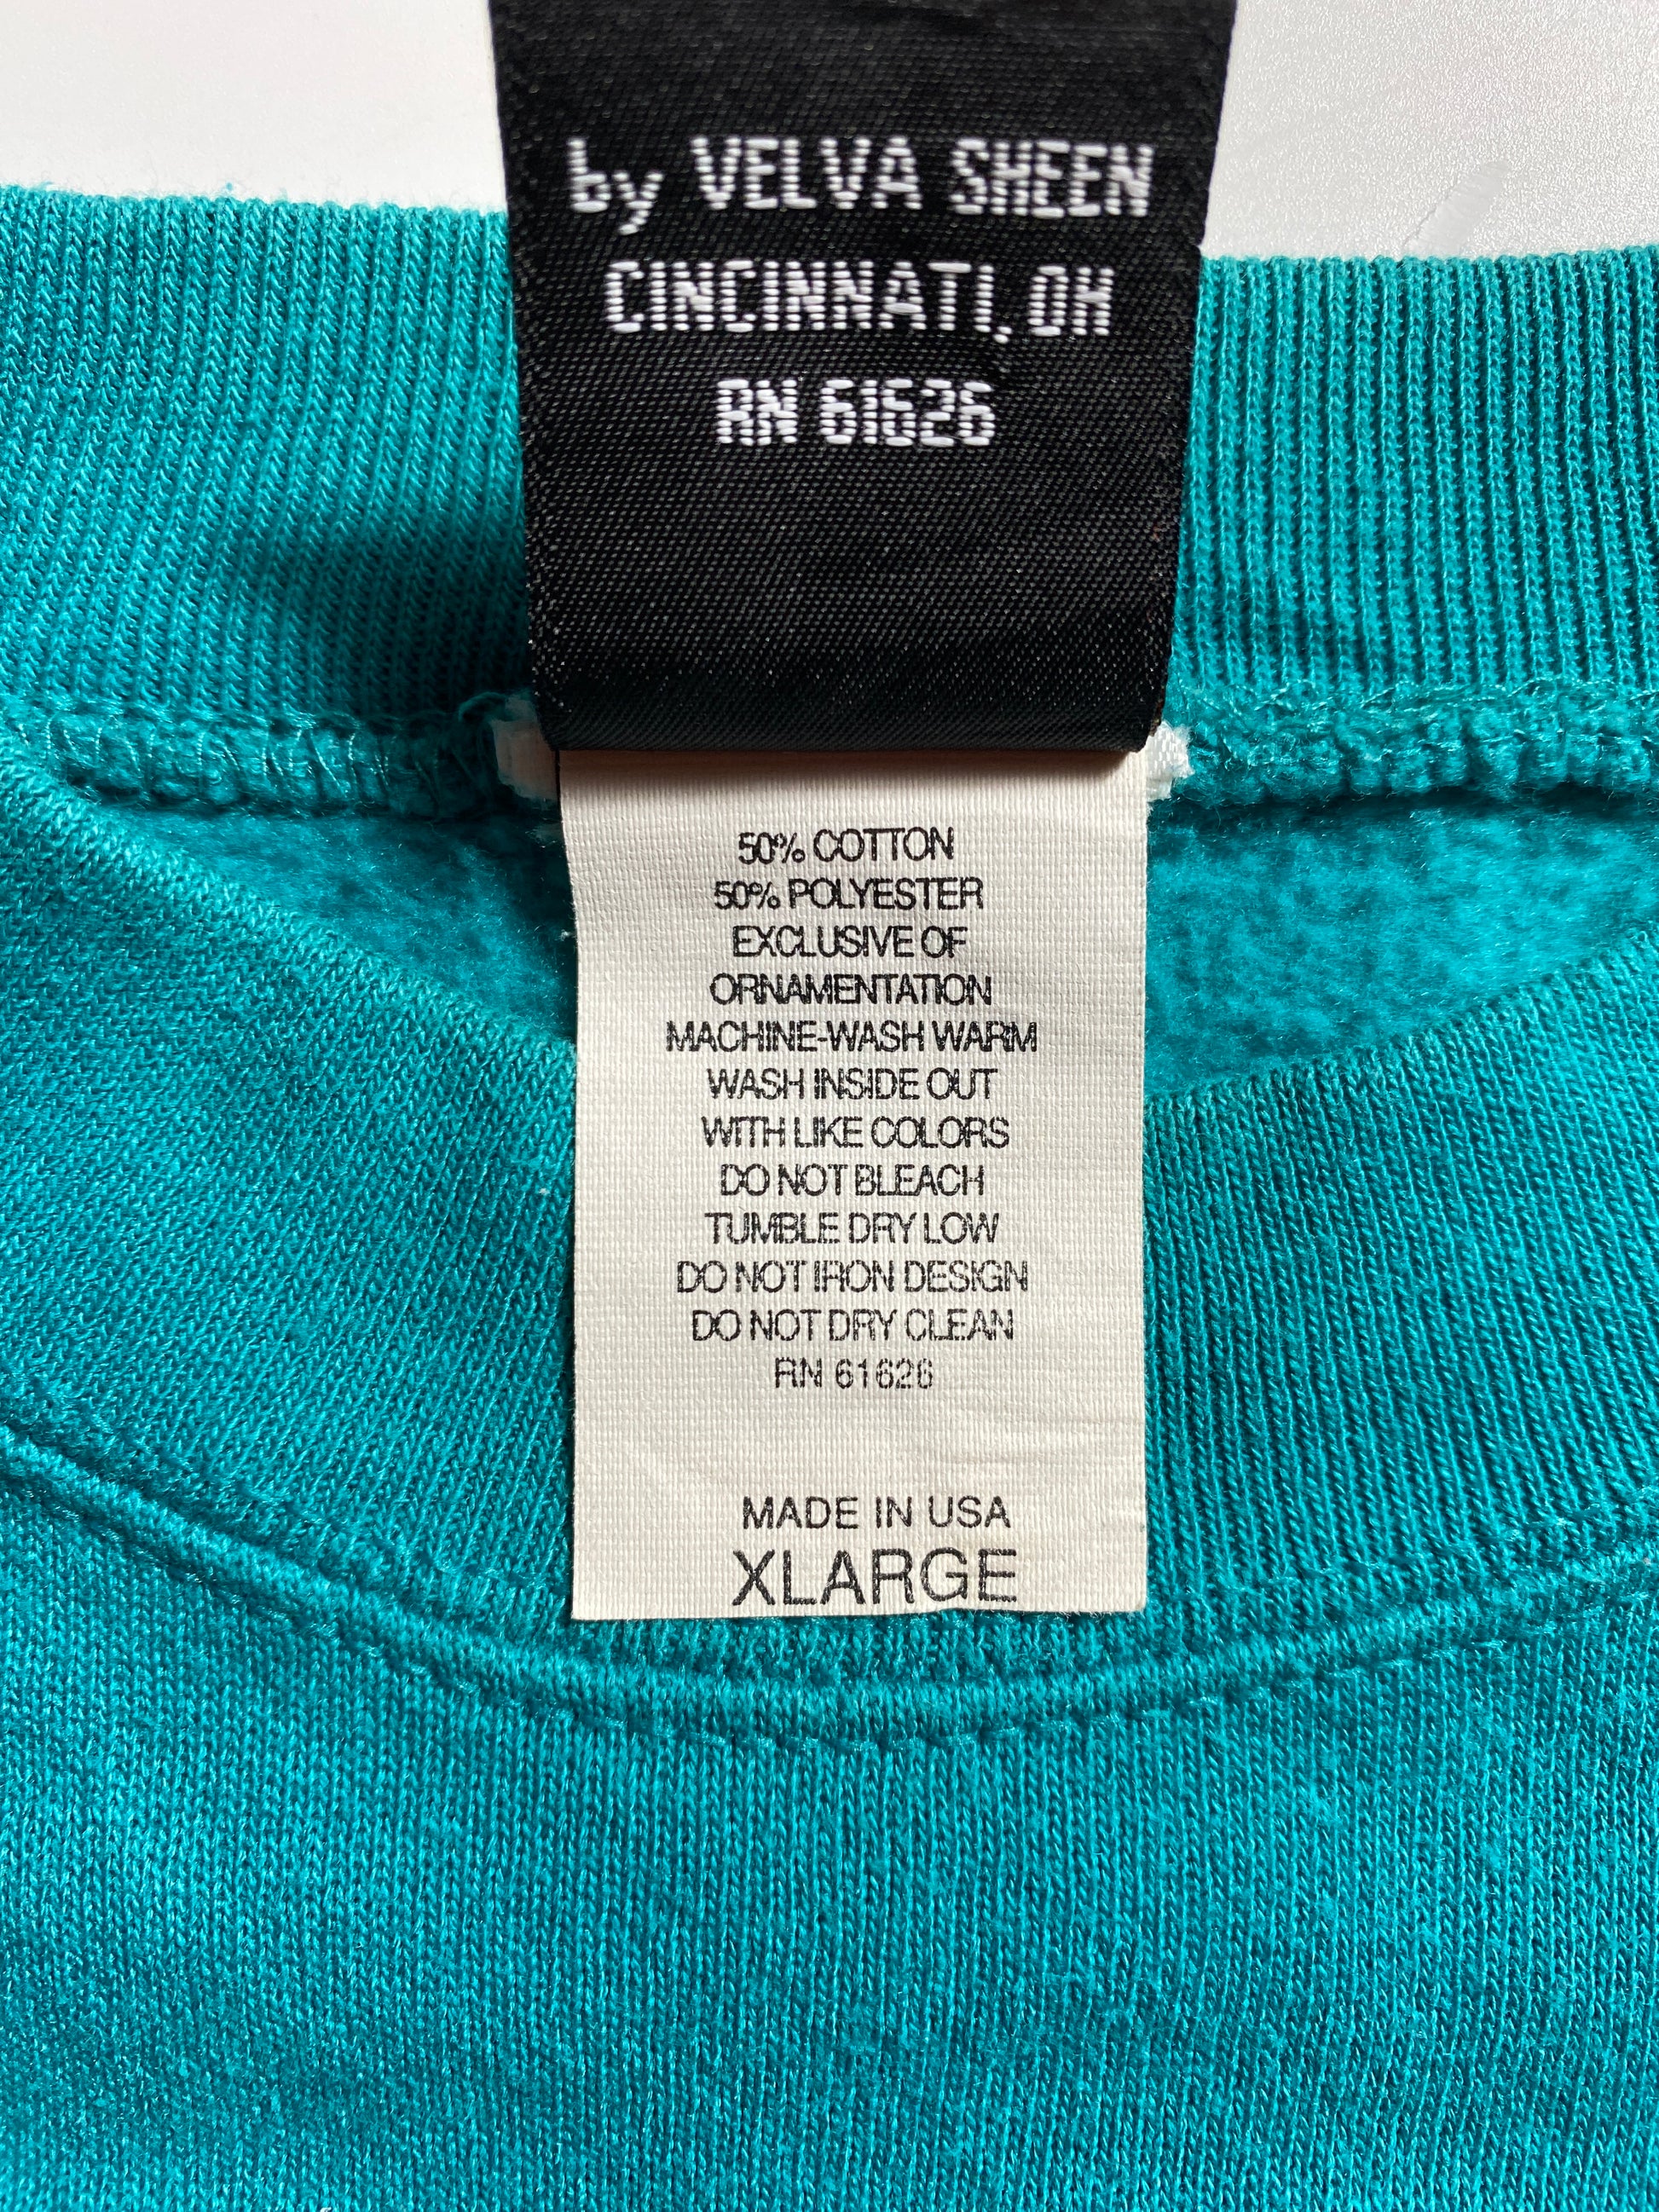 by VELVA SHEEN
CINCINNATI, OH
RN 61626
50% COTTON
50% POLYESTER
EXCLUSIVE OF
ORNAMENTATION
MACHINE-WASH WARM
WASH INSIDE OUT
WITH LIKE COLORS
DO NOT BLEACH
TUMBLE DRY LOW
DO NOT IRON DESIGN
DO NOT DRY CLEAN
RN 61626
MADE IN USA
XLARGE